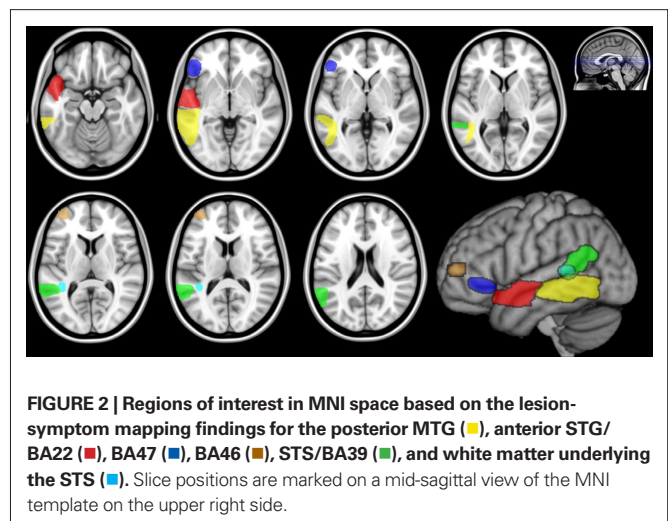 FIGURE 2 | Regions of interest in MNI space based on the lesion-
symptom mapping findings for the posterior MTG (■), anterior STG/
BA22 (■), BA47 (■), BA46 (■), STS/BA39 (■), and white matter underlying
the STS (■). Slice positions are marked on a mid-sagittal view of the MNI
template on the upper right side.